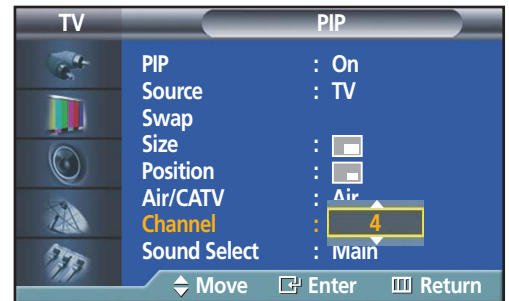 TV PIP
PIP : On
Source : TV
Swap
Size :
Position :
Air/CATV : Air
Channel : 4
Sound Select : Main
Move Enter Return